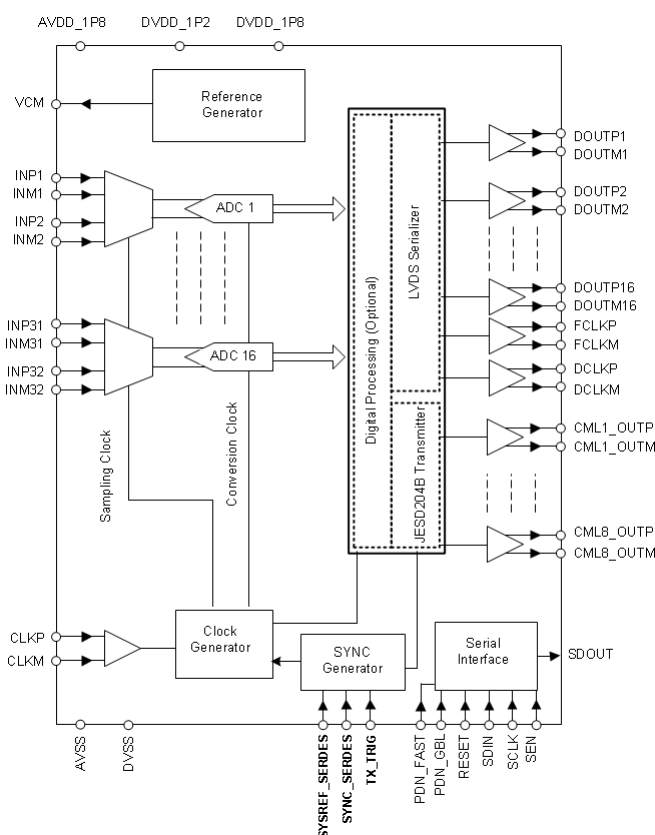 AVDD_1P8
DVDD_1P2
DVDD_1P8
VCM
Reference
Generator
INP1
INM1
INP2
INM2
ADC 1
INP31
INM31
INP32
INM32
ADC 16
Sampling Clock
Conversion Clock
Digital Processing (Optional)
LVDS Serializer
JESD204B Transmitter
DOUTP1
DOUTM1
DOUTP2
DOUTM2
DOUTP16
DOUTM16
FCLKP
FCLKM
DCLKP
DCLKM
CML1_OUTP
CML1_OUTM
CML8_OUTP
CML8_OUTM
CLKP
CLKM
Clock
Generator
SYNC
Generator
Serial
Interface
SDOUT
AVSS
DVSS
SYSREF_SERDES
SYNC_SERDES
TX_TRIG
PDN_FAST
PDN_GBL
RESET
SDIN
SCLK
SEN